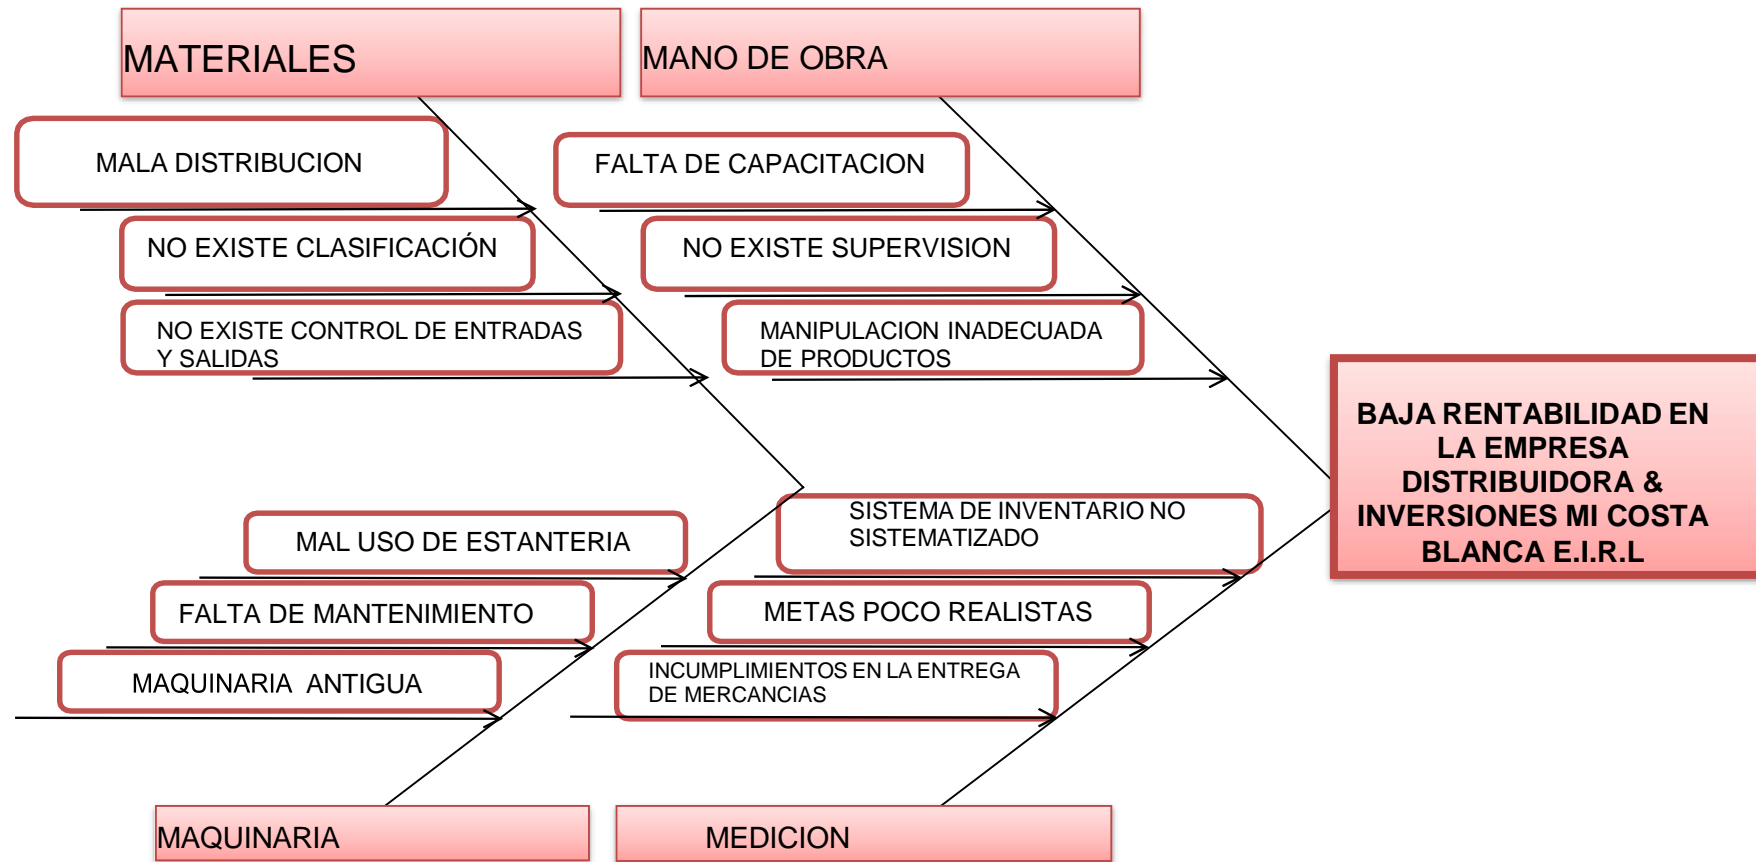 MATERIALES
MANO DE OBRA
MALA DISTRIBUCION
FALTA DE CAPACITACION
NO EXISTE CLASIFICACIÓN
NO EXISTE SUPERVISION
NO EXISTE CONTROL DE ENTRADAS
Y SALIDAS
MANIPULACION INADECUADA
DE PRODUCTOS
BAJA RENTABILIDAD EN
LA EMPRESA
DISTRIBUIDORA &
INVERSIONES MI COSTA
BLANCA E.I.R.L
MAL USO DE ESTANTERIA
SISTEMA DE INVENTARIO NO
SISTEMATIZADO
FALTA DE MANTENIMIENTO
METAS POCO REALISTAS
MAQUINARIA ANTIGUA
INCUMPLIMIENTOS EN LA ENTREGA
DE MERCANCIAS
MAQUINARIA
MEDICION